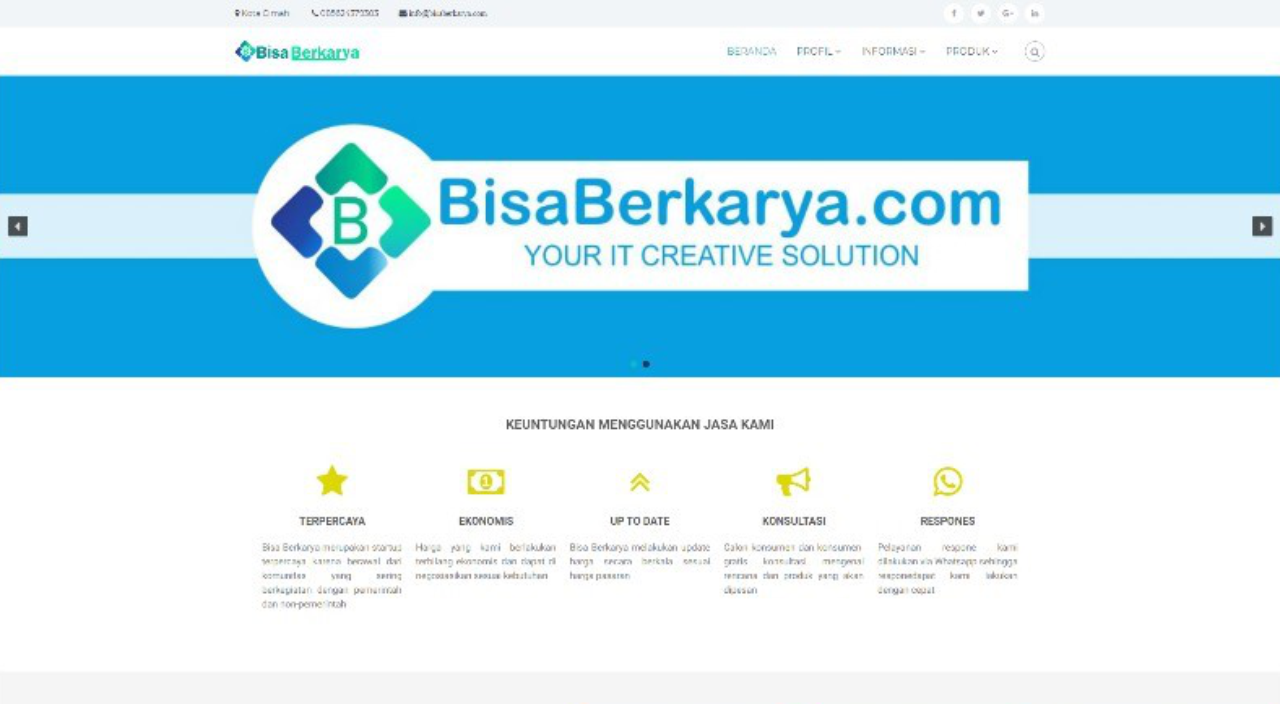 Kota Cimahi
info@bisaberkarya.com
Bisa Berkarya
BERANDA PROFIL INFORMASI PRODUK
B
BisaBerkarya.com
YOUR IT CREATIVE SOLUTION
KEUNTUNGAN MENGGUNAKAN JASA KAMI
TERPERCAYA
Bisa Berkarya merupakan startup
terpercaya karena berawal dari
komunitas yang sering
berkegiatan dengan pemerintah
dan non-pemerintah
EKONOMIS
Harga yang kami berlakukan
terbilang ekonomis dan dapat di
negosiasikan sesuai kebutuhan
UP TO DATE
Bisa Berkarya melakukan update
harga secara berkala sesuai
harga pasaran
KONSULTASI
Calon konsumen dan konsumen
gratis konsultasi mengenai
rencana dan produk yang akan
dipesan
RESPONES
Pelayanan respone kami
dilakukan via Whatsapp sehingga
responedapat kami lakukan
dengan cepat